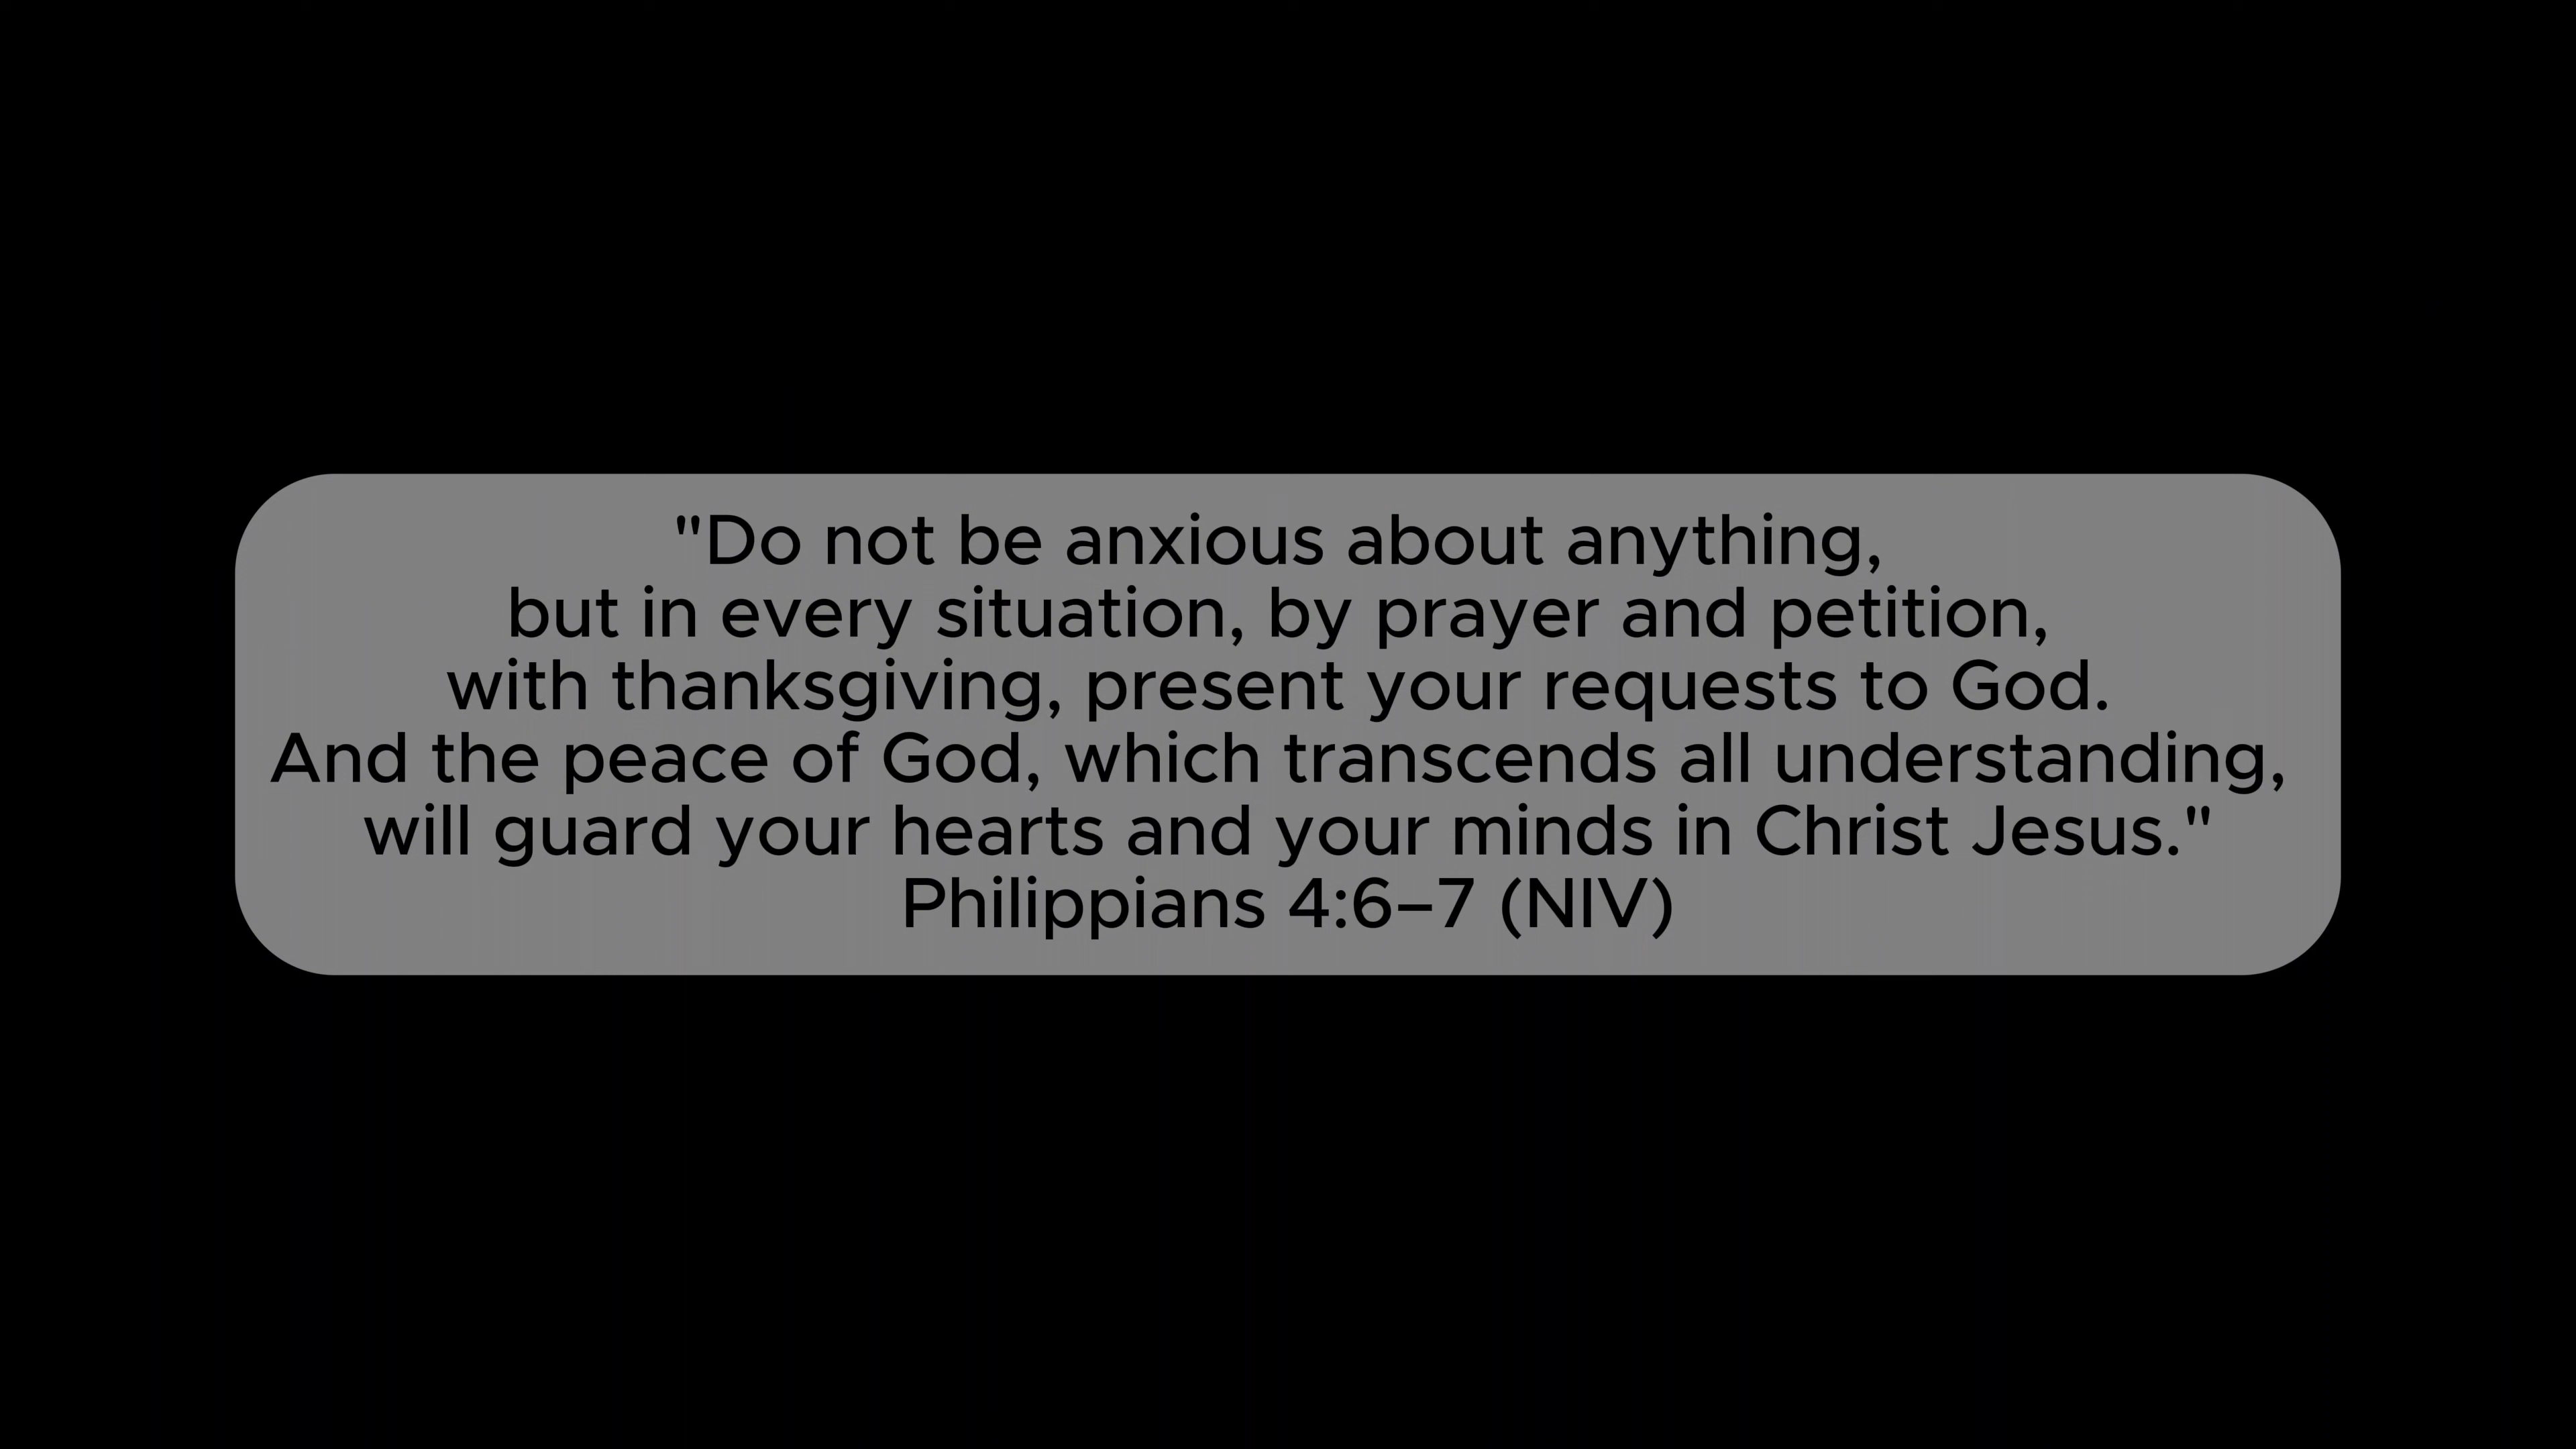 "Do not be anxious about anything,
but in every situation, by prayer and petition,
with thanksgiving, present your requests to God.
And the peace of God, which transcends all understanding,
will guard your hearts and your minds in Christ Jesus."
Philippians 4:6–7 (NIV)